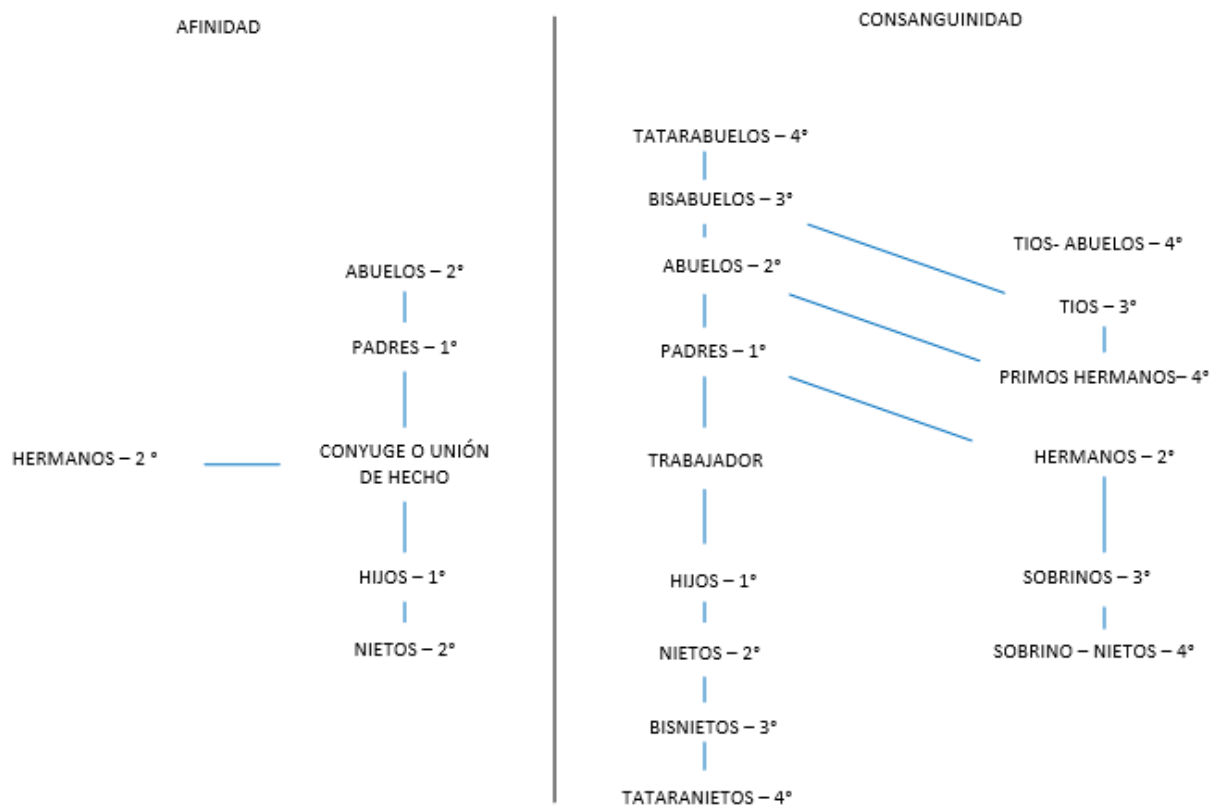 AFINIDAD
ABUELOS – 2°
PADRES – 1°
HERMANOS – 2 °
CONYUGE O UNIÓN
DE HECHO
HIJOS – 1°
NIETOS – 2°
CONSANGUINIDAD
TATARABUELOS – 4°
BISABUELOS – 3°
TIOS- ABUELOS – 4°
ABUELOS – 2°
TIOS – 3°
PADRES – 1°
PRIMOS HERMANOS– 4°
TRABAJADOR
HERMANOS – 2°
HIJOS – 1°
SOBRINOS – 3°
NIETOS – 2°
SOBRINO – NIETOS – 4°
BISNIETOS – 3°
TATARANIETOS – 4°